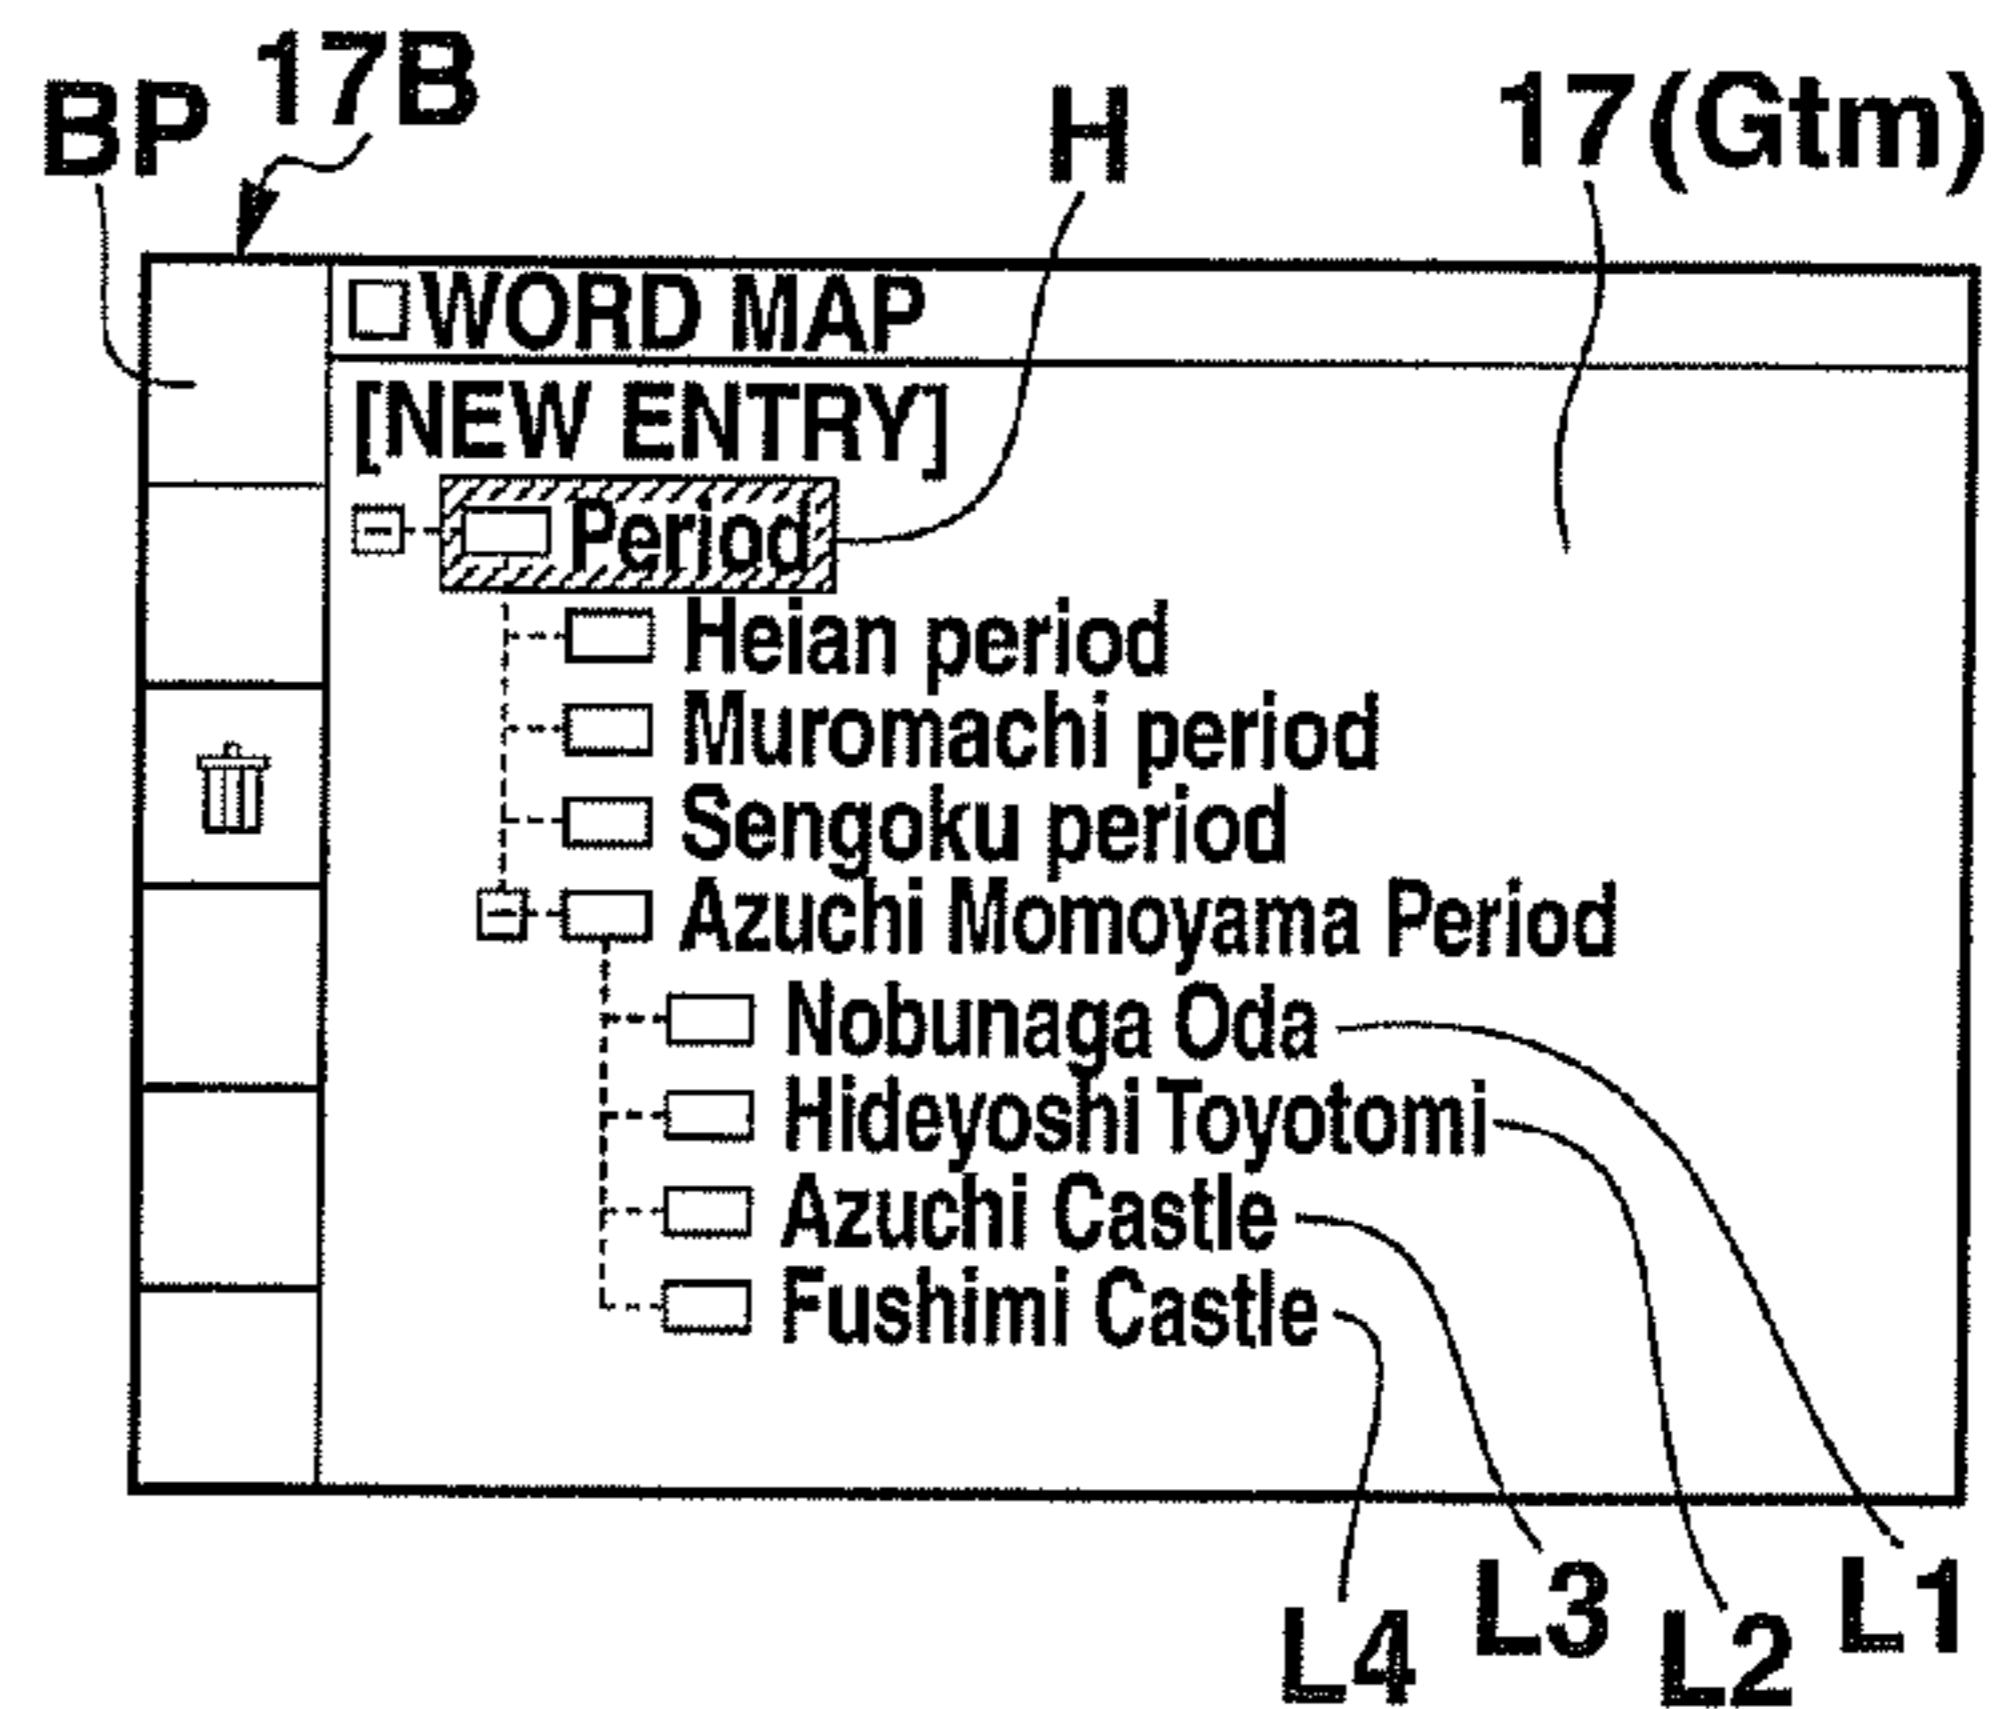 BP 17B H 17(Gtm)
WORD MAP
[NEW ENTRY]
Period
Heian period
Muromachi period
Sengoku period
Azuchi Momoyama Period
Nobunaga Oda
Hideyoshi Toyotomi
Azuchi Castle
Fushimi Castle
L4 L3 L2 L1